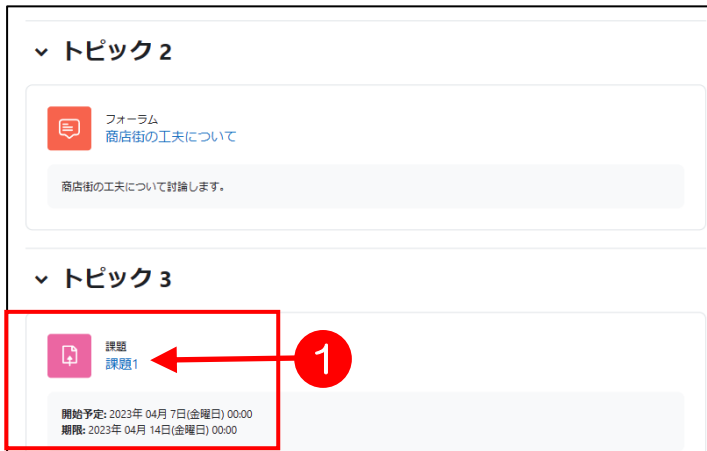 トピック 2
フォーラム
商店街の工夫について
商店街の工夫について討論します。
トピック 3
課題
課題1
1
開始予定: 2023年 04月 7日(金曜日) 00:00
期限: 2023年 04月 14日(金曜日) 00:00